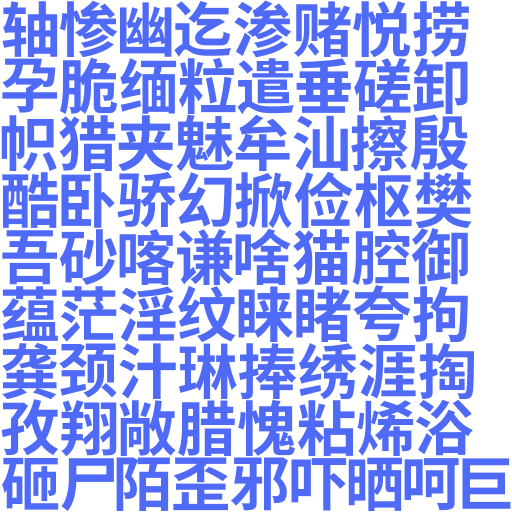 轴惨幽迄渗赌悦捞
孕脆缅粒遣垂磋卸
帜猎夹魅牟汕擦殷
酷卧骄幻掀俭枢樊
吾砂喀谦啥猫腔御
蕴茫淫纹睐睹夸拘
龚颈汁琳捧绣涯掏
孜翔敞腊愧粘烯浴
砸尸陌歪邪吓晒呵巨